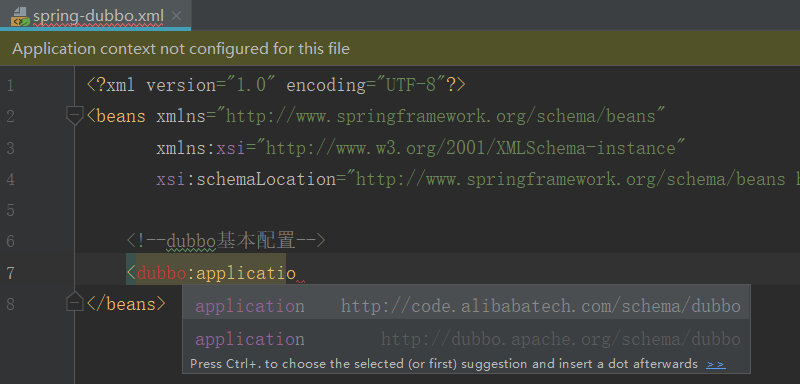 spring-dubbo.xml
Application context not configured for this file
1 <?xml version="1.0" encoding="UTF-8"?>
2 <beans xmlns="http://www.springframework.org/schema/beans"
3 xmlns:xsi="http://www.w3.org/2001/XMLSchema-instance"
4 xsi:schemaLocation="http://www.springframework.org/schema/beans h
5
6 <!--dubbo基本配置-->
7 <dubbo:applicatio
8 </beans>
application http://code.alibabatech.com/schema/dubbo
application http://dubbo.apache.org/schema/dubbo
Press Ctrl+. to choose the selected (or first) suggestion and insert a dot afterwards >>